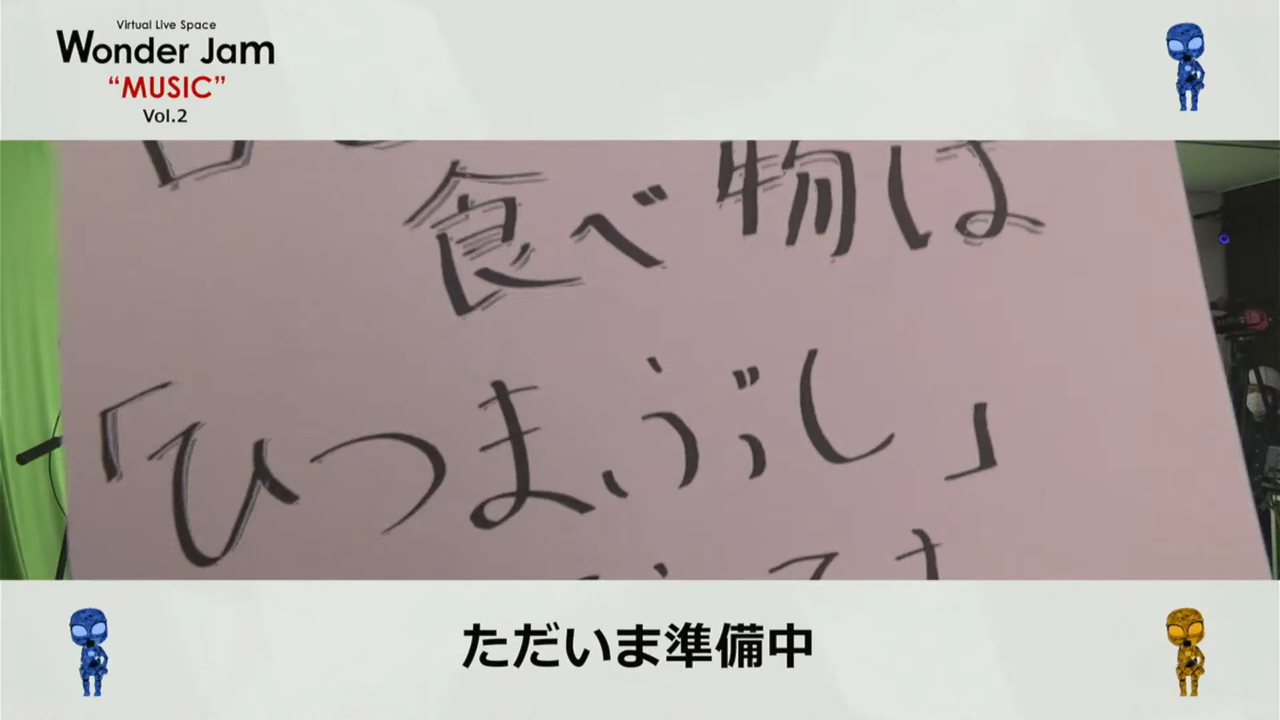 Virtual Live Space
Wonder Jam
“MUSIC”
Vol.2
食べ物は
「ひつまぶし」
ただいま準備中